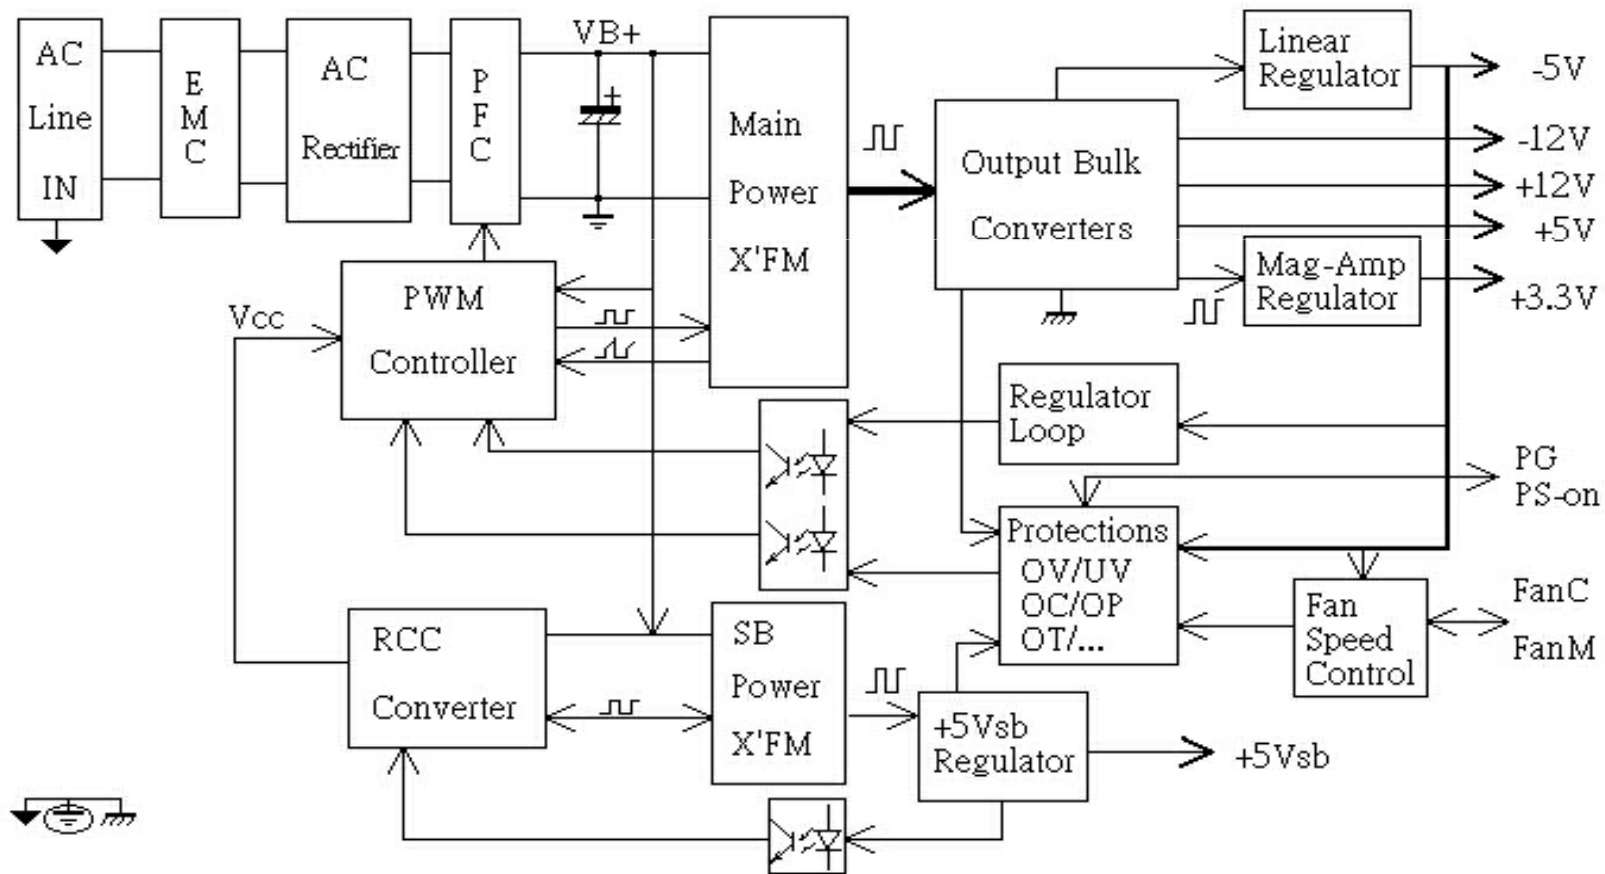 AC
Line
IN
E
M
C
AC
Rectifier
P
F
C
VB+
+
Main
Power
X'FM
Output Bulk
Converters
Linear
Regulator
-5V
-12V
+12V
+5V
Mag-Amp
Regulator
+3.3V
Vcc
PWM
Controller
Regulator
Loop
PG
PS-on
Protections
OV/UV
OC/OP
OT/...
Fan
Speed
Control
FanC
FanM
RCC
Converter
SB
Power
X'FM
+5Vsb
Regulator
+5Vsb